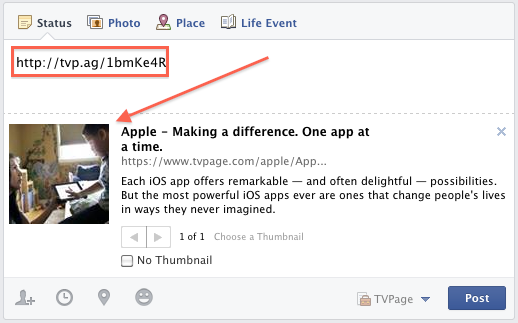 Status Photo Place Life Event
http://tvp.ag/1bmKe4R
Apple – Making a difference. One app at
a time.
https://www.tvpage.com/apple/App...
Each iOS app offers remarkable — and often delightful — possibilities.
But the most powerful iOS apps ever are ones that change people's lives
in ways they never imagined.
1 of 1 Choose a Thumbnail
No Thumbnail
TVPage Post